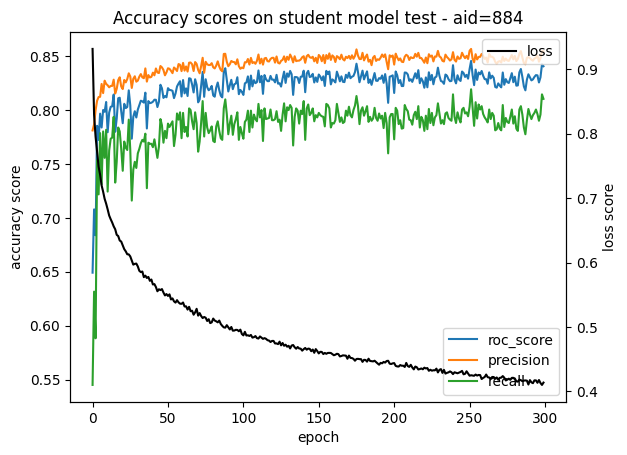 Accuracy scores on student model test - aid=884
accuracy score
0.85
0.80
0.75
0.70
0.65
0.60
0.55
loss
0.9
0.8
0.7
0.6
0.5
0.4
loss score
roc_score
precision
recall
0
50
100
150
200
250
300
epoch